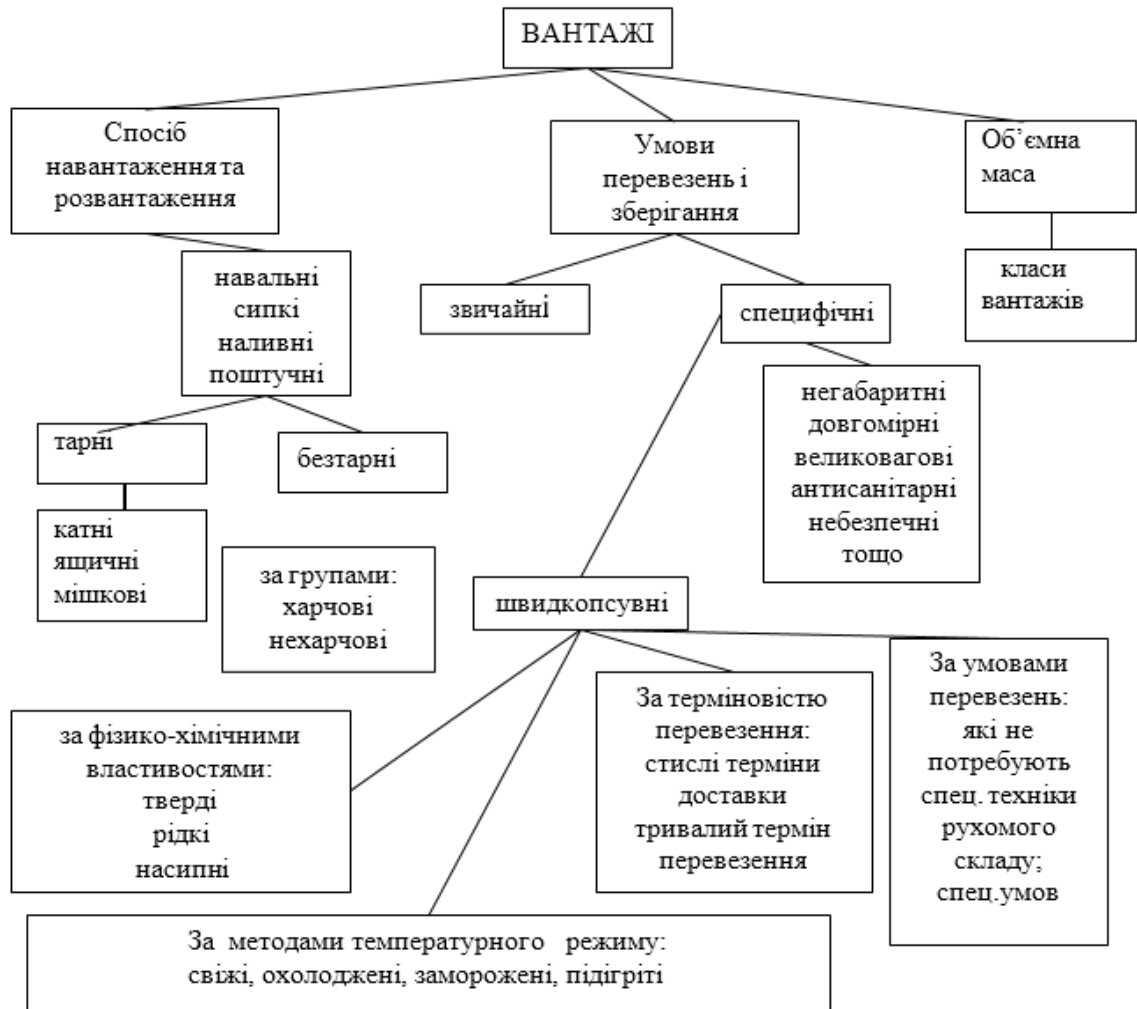 ВАНТАЖІ
Спосіб
навантаження та
розвантаження
Умови
перевезень і
зберігання
Об’ємна
маса
навальні
сипкі
наливні
поштучні
звичайні
специфічні
класи
вантажів
тарні
безтарні
негабаритні
довгомірні
великовагові
антисанітарні
небезпечні
тощо
катні
ящичні
мішкові
за групами:
харчові
нехарчові
швидкопсувні
за фізико-хімічними
властивостями:
тверді
рідкі
насипні
За терміновістю
перевезення:
стислі терміни
доставки
тривалий термін
перевезення
За умовами
перевезень:
які не
потребують
спец. техніки
рухомого
складу;
спец.умов
За методами температурного режиму:
свіжі, охолоджені, заморожені, підігріті